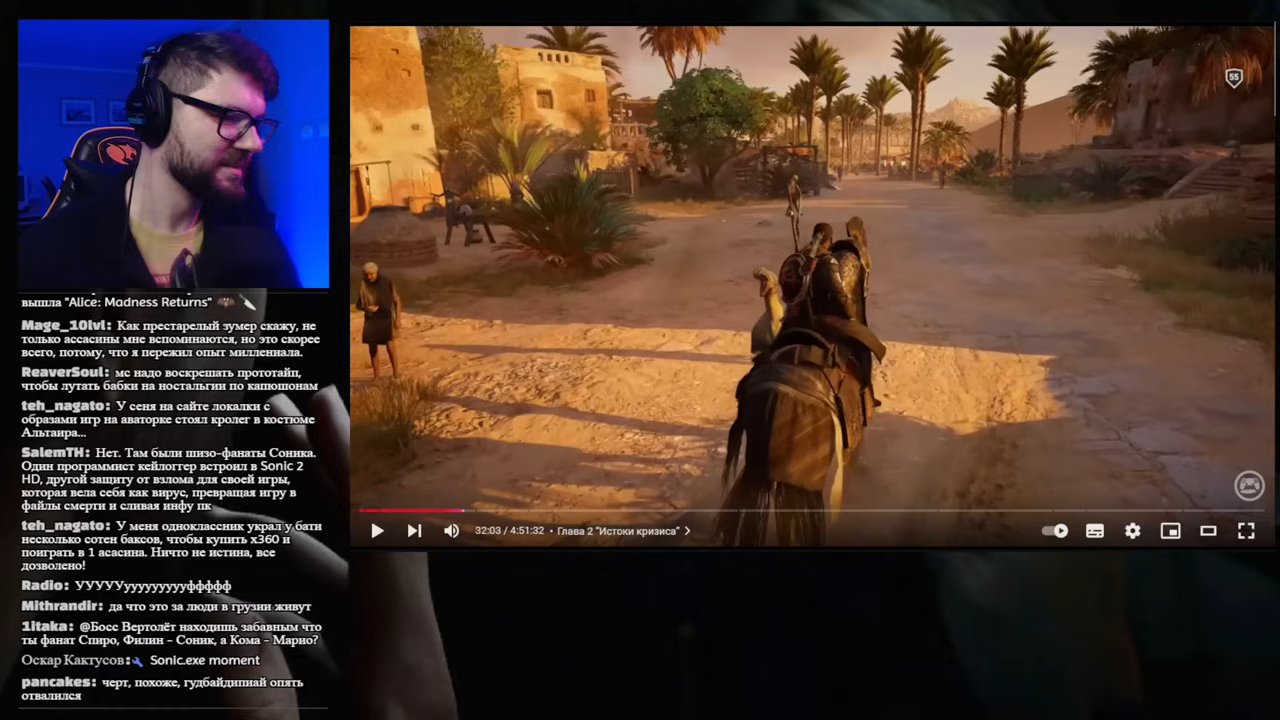 вышла "Alice: Madness Returns"
Mage_10lvl: Как престарелый зумер скажу, не
только ассасины мне вспоминаются, но это скорее
всего, потому, что я пережил опыт миллениала.
ReaverSoul: мс надо воскрешать прототайп,
чтобы лутать бабки на ностальгии по капюшонам
teh_nagato: У сеня на сайте локалки с
образами игр на аваторке стоял кролег в костюме
Альтаира...
SalemTH: Нет. Там были шизо-фанаты Соника.
Один программист кейлоггер встроил в Sonic 2
HD, другой защиту от взлома для своей игры,
которая вела себя как вирус, превращая игру в
файлы смерти и сливая инфу пк
teh_nagato: У меня одноклассник украл у бати
несколько сотен баксов, чтобы купить х360 и
поиграть в 1 асасина. Ничто не истина, все
дозволено!
Radio: УУУУУуууууууууффффф
Mithrandir: да что это за люди в грузии живут
1itaka: @Босс Вертолёт находишь забавным что
ты фанат Спиро, Филин - Соник, а Кома - Марио?
Оскар Кактусов: Sonic.exe moment
pancakes: черт, похоже, гудбайдипиай опять
отвалился
55
32:03 / 4:51:32 • Глава 2 "Истоки кризиса"